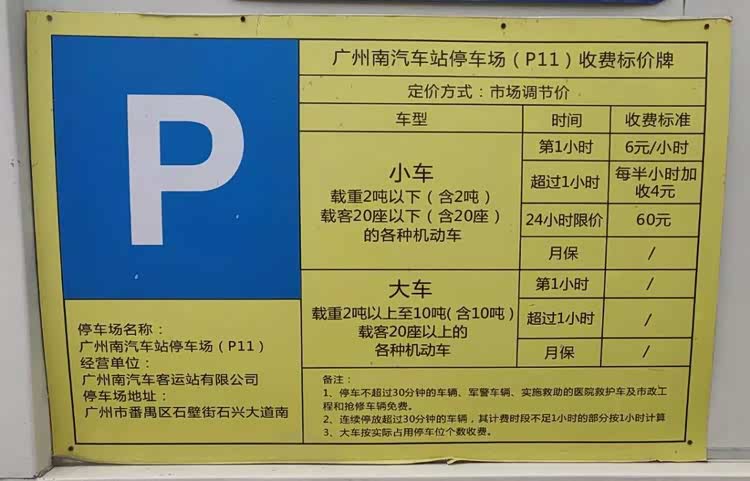 P
广州南汽车站停车场（P11）收费标价牌
定价方式：市场调节价
车型 时间 收费标准
小车
载重2吨以下（含2吨）
载客20座以下（含20座）
的各种机动车
第1小时 6元/小时
超过1小时 每半小时加
收4元
24小时限价 60元
月保 /
大车
载重2吨以上至10吨（含10吨）
载客20座以上的
各种机动车
第1小时 /
超过1小时 /
月保 /
停车场名称：
广州南汽车站停车场（P11）
经营单位：
广州南汽车客运站有限公司
停车场地址：
广州市番禺区石壁街石兴大道南
备注：
1、停车不超过30分钟的车辆、军警车辆、实施救助的医院救护车及市政工
程和抢修车辆免费。
2、连续停放超过30分钟的车辆，其计费时段不足1小时的部分按1小时计算
3、大车按实际占用停车位个数收费。